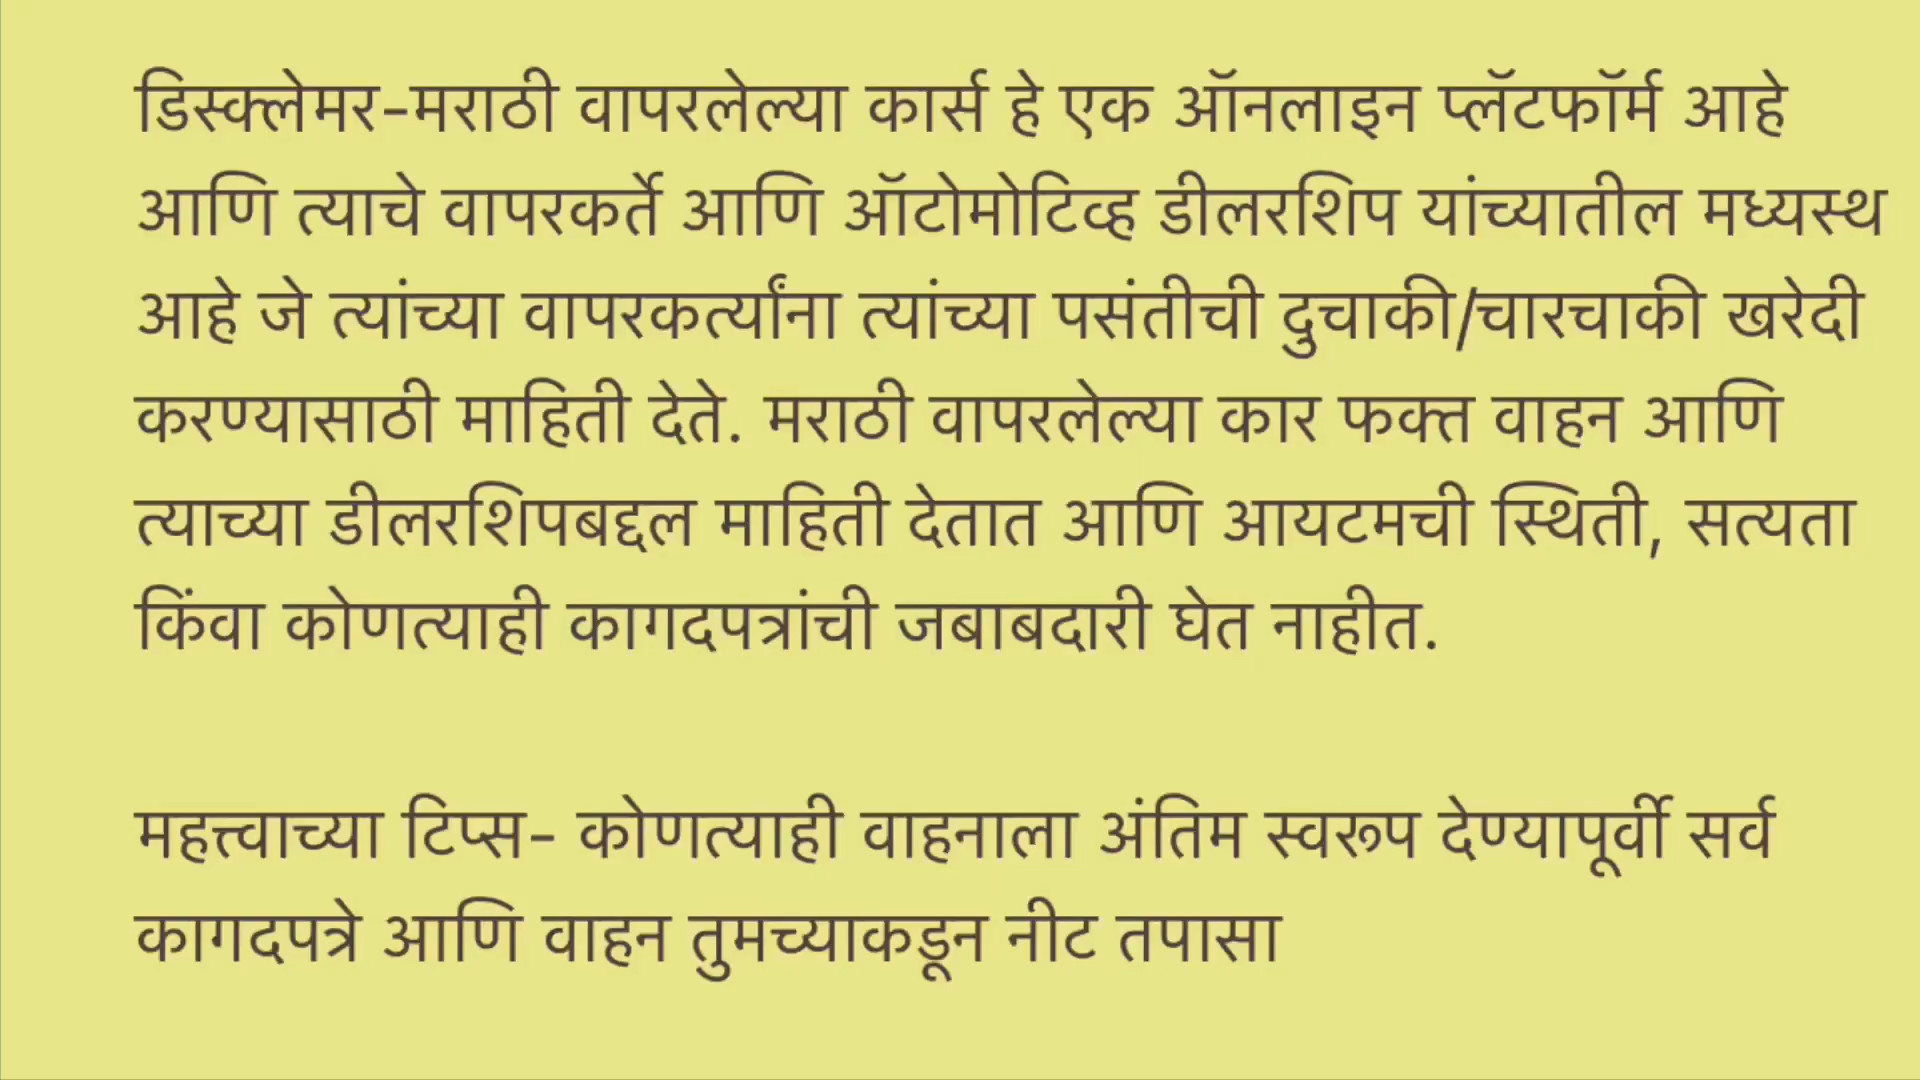 डिस्क्लेमर-मराठी वापरलेल्या कार्स हे एक ऑनलाइन प्लॅटफॉर्म आहे
आणि त्याचे वापरकर्ते आणि ऑटोमोटिव्ह डीलरशिप यांच्यातील मध्यस्थ
आहे जे त्यांच्या वापरकर्त्यांना त्यांच्या पसंतीची दुचाकी/चारचाकी खरेदी
करण्यासाठी माहिती देते. मराठी वापरलेल्या कार फक्त वाहन आणि
त्याच्या डीलरशिपबद्दल माहिती देतात आणि आयटमची स्थिती, सत्यता
किंवा कोणत्याही कागदपत्रांची जबाबदारी घेत नाहीत.
महत्त्वाच्या टिप्स- कोणत्याही वाहनाला अंतिम स्वरूप देण्यापूर्वी सर्व
कागदपत्रे आणि वाहन तुमच्याकडून नीट तपासा